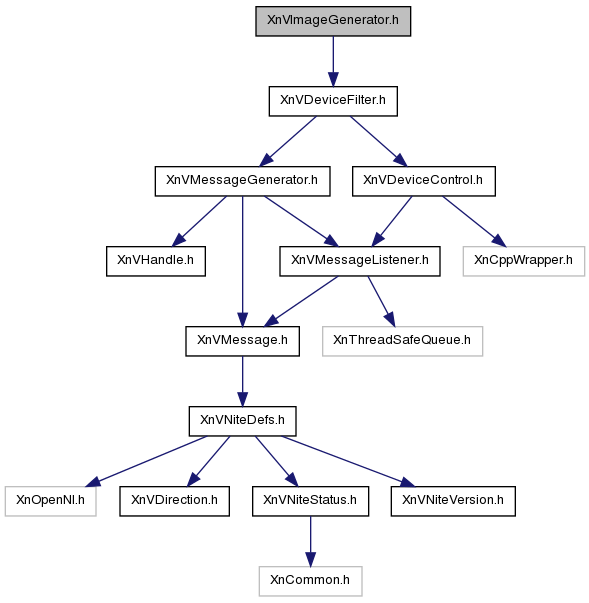 XnVImageGenerator.h
XnVDeviceFilter.h
XnVMessageGenerator.h
XnVDeviceControl.h
XnVHandle.h
XnVMessageListener.h
XnCppWrapper.h
XnVMessage.h
XnThreadSafeQueue.h
XnVNiteDefs.h
XnOpenNI.h
XnVDirection.h
XnVNiteStatus.h
XnVNiteVersion.h
XnCommon.h